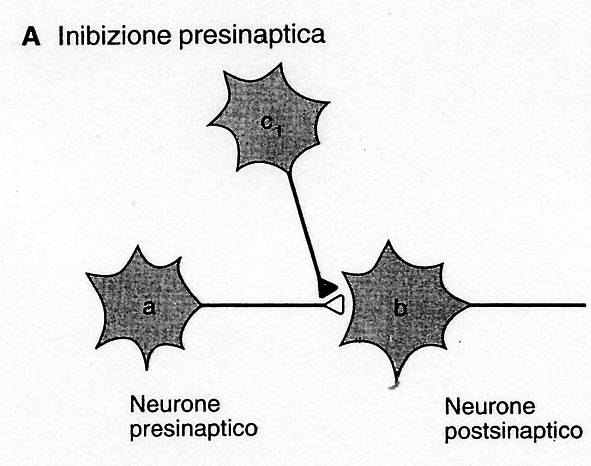 A Inibizione presinaptica
c1
a
b
Neurone
presinaptico
Neurone
postsinaptico